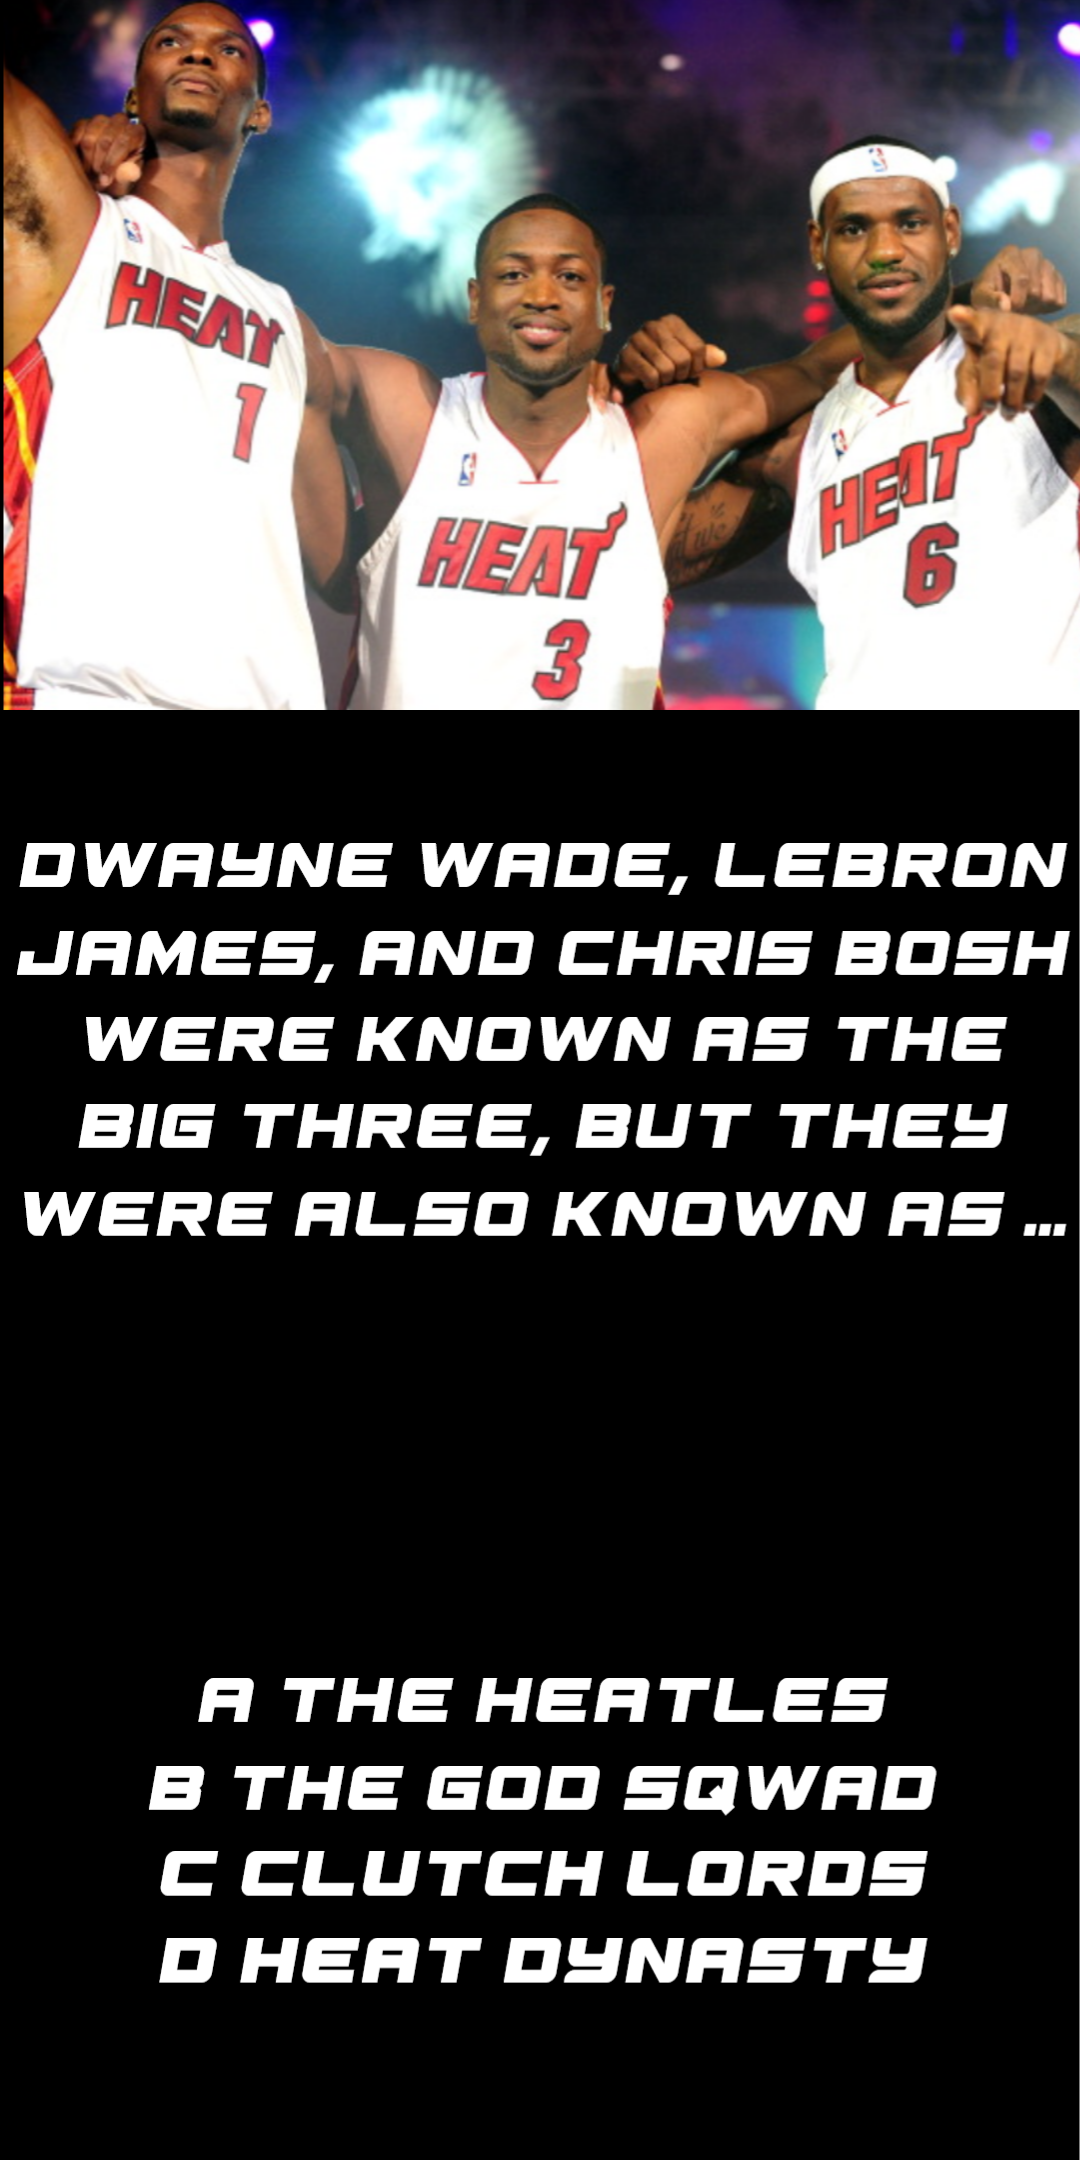 HEAT
1
HEAT
3
HEAT
6
DWAYNE WADE, LEBRON
JAMES, AND CHRIS BOSH
WERE KNOWN AS THE
BIG THREE, BUT THEY
WERE ALSO KNOWN AS ...
A THE HEATLES
B THE GOD SQWAD
C CLUTCH LORDS
D HEAT DYNASTY